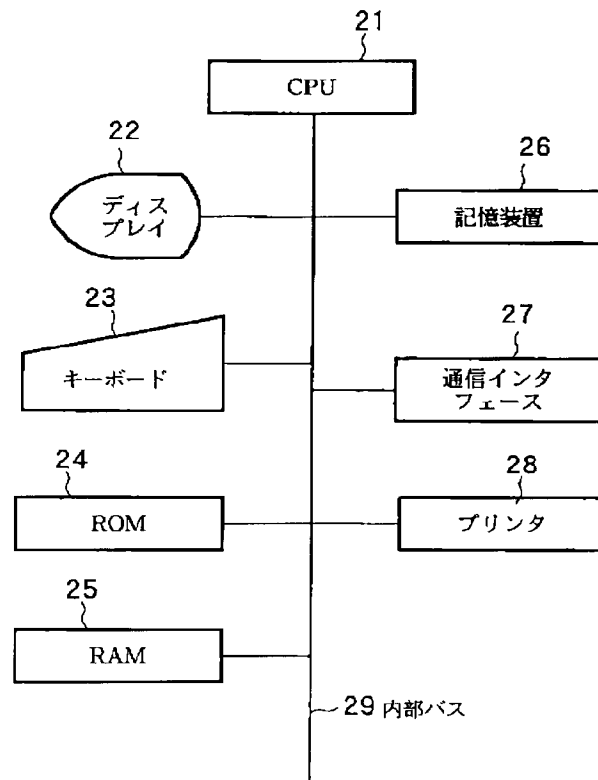 21
CPU
22
ディス
プレイ
26
記憶装置
23
キーボード
27
通信インタ
フェース
24
ROM
28
プリンタ
25
RAM
29 内部バス